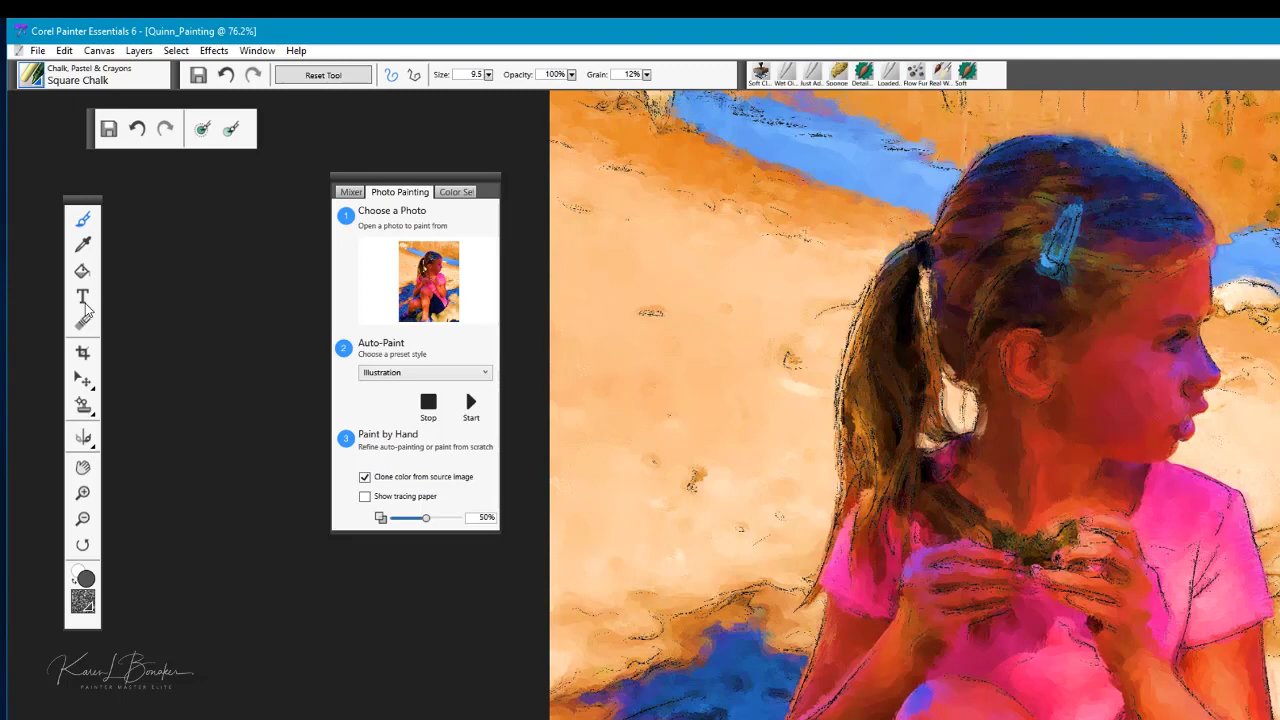 Corel Painter Essentials 6 - [Quinn_Painting @ 76.2%]
File Edit Canvas Layers Select Effects Window Help
Chalk, Pastel & Crayons
Square Chalk
Reset Tool
Size: 9.5
Opacity: 100%
Grain: 12%
Soft Cl.. Wet Oi... Just Ad.. Sponge Detail... Loaded. Flow Fur Real W... Soft
Mixer Photo Painting Color Sel
1 Choose a Photo
Open a photo to paint from
2 Auto-Paint
Choose a preset style
Illustration
Stop Start
3 Paint by Hand
Refine auto-painting or paint from scratch
Clone color from source image
Show tracing paper
50%
T
Karen L Bonaker
PAINTER MASTER ELITE